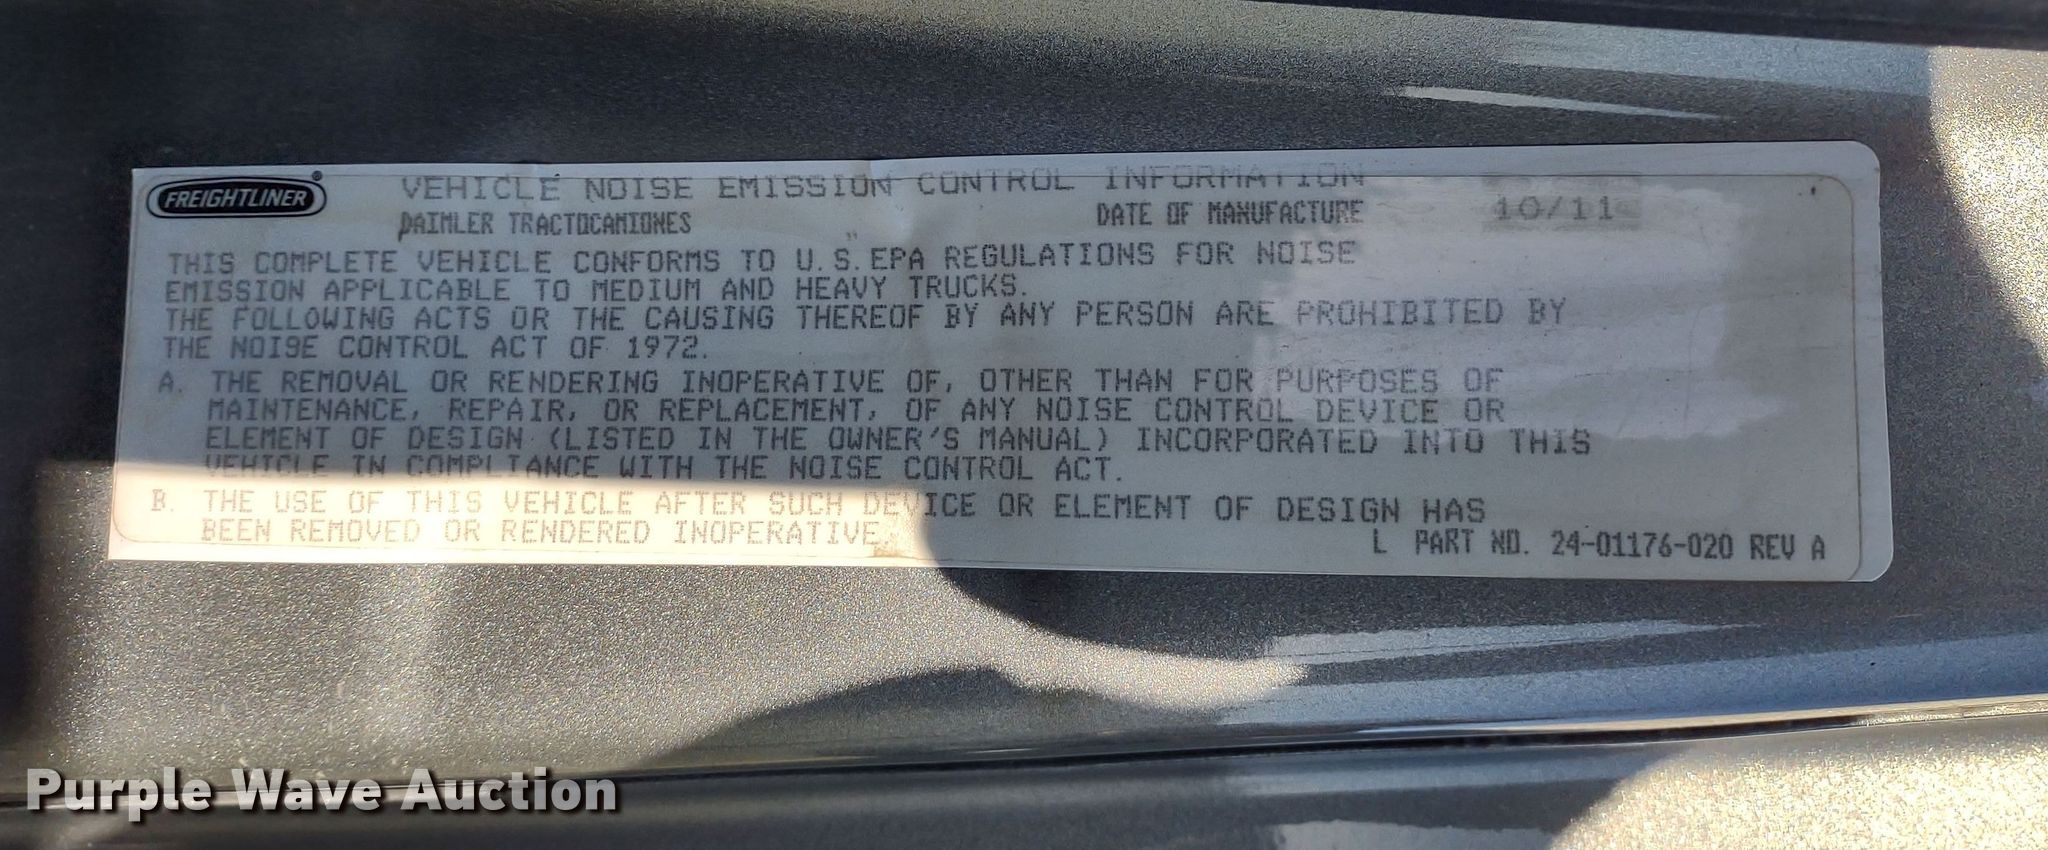 FREIGHTLINER® VEHICLE NOISE EMISSION CONTROL INFORMATION
DAIMLER TRACTOCAMIONES DATE OF MANUFACTURE 10/11
THIS COMPLETE VEHICLE CONFORMS TO U.S. EPA REGULATIONS FOR NOISE
EMISSION APPLICABLE TO MEDIUM AND HEAVY TRUCKS.
THE FOLLOWING ACTS OR THE CAUSING THEREOF BY ANY PERSON ARE PROHIBITED BY
THE NOISE CONTROL ACT OF 1972.
A. THE REMOVAL OR RENDERING INOPERATIVE OF, OTHER THAN FOR PURPOSES OF
MAINTENANCE, REPAIR, OR REPLACEMENT, OF ANY NOISE CONTROL DEVICE OR
ELEMENT OF DESIGN (LISTED IN THE OWNER'S MANUAL) INCORPORATED INTO THIS
VEHICLE IN COMPLIANCE WITH THE NOISE CONTROL ACT.
B. THE USE OF THIS VEHICLE AFTER SUCH DEVICE OR ELEMENT OF DESIGN HAS
BEEN REMOVED OR RENDERED INOPERATIVE.
L PART NO. 24-01176-020 REV A
Purple Wave Auction